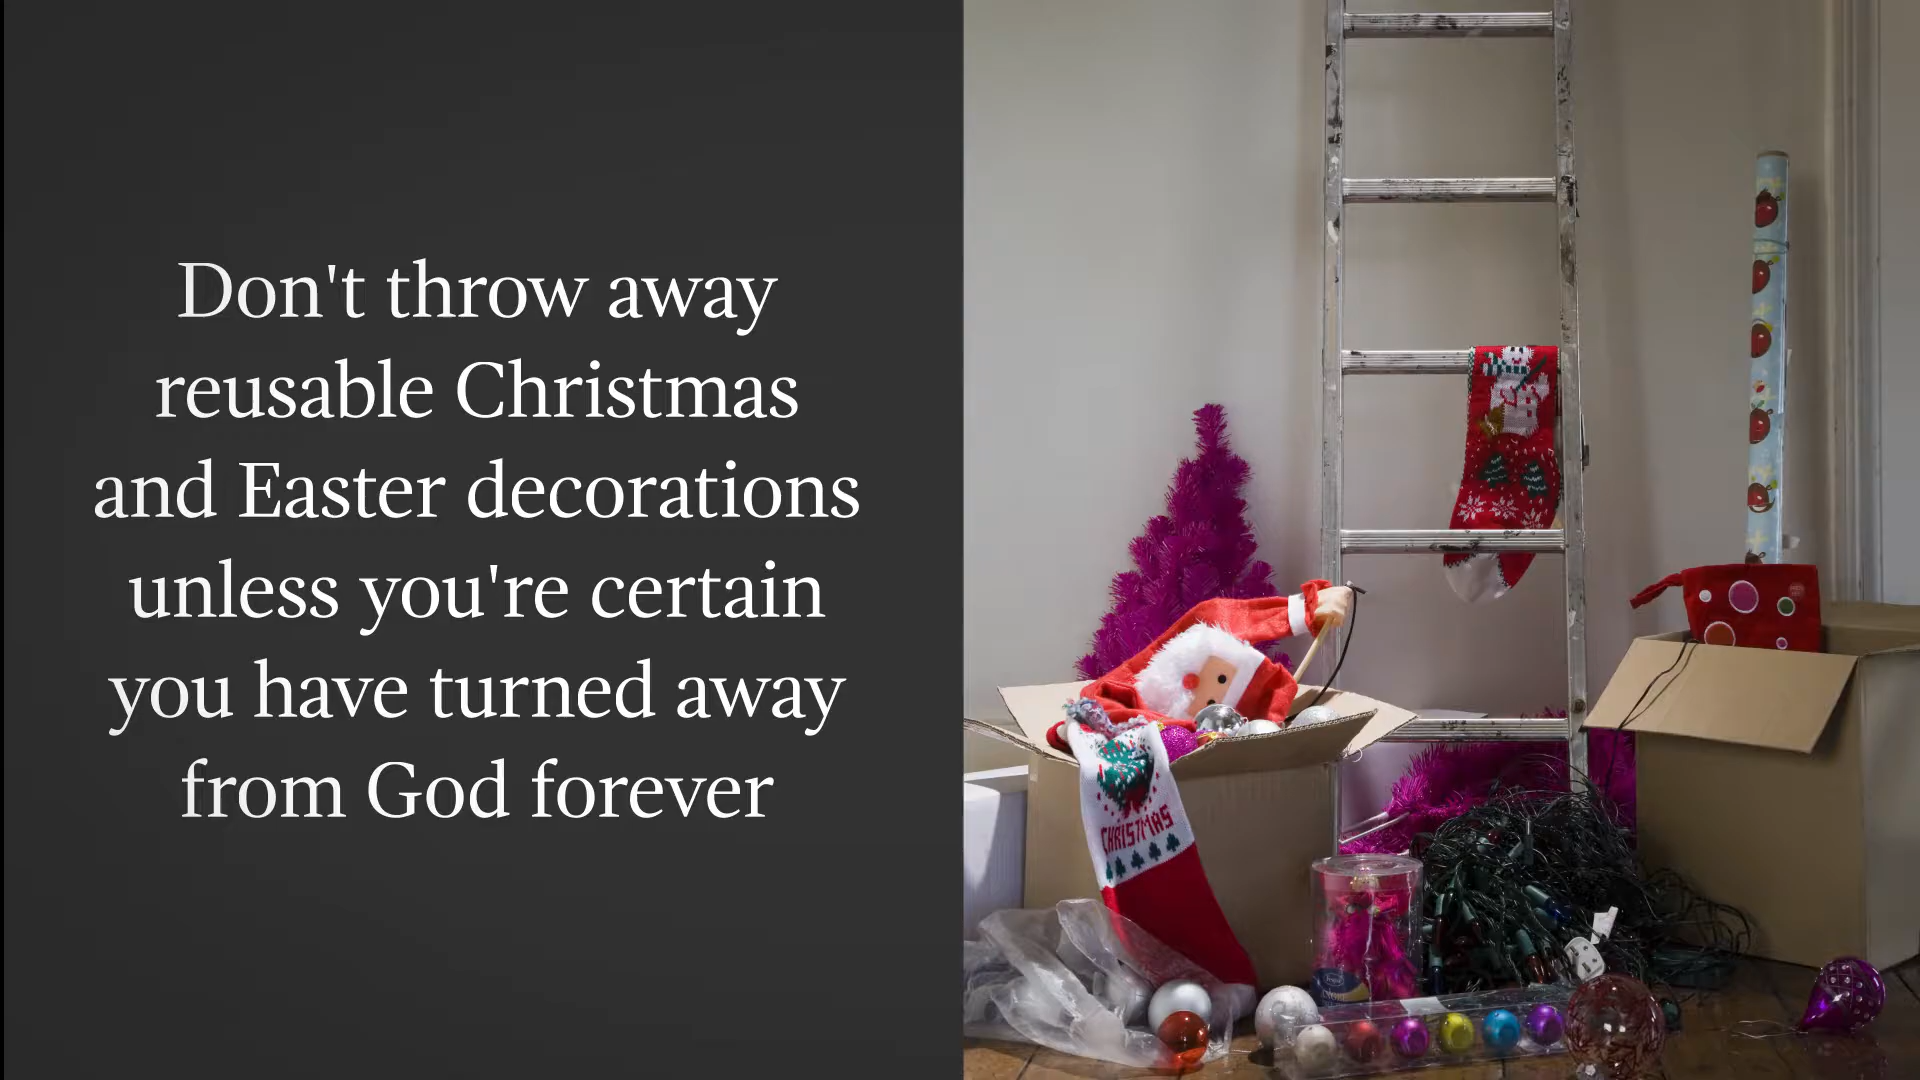 Don't throw away
reusable Christmas
and Easter decorations
unless you're certain
you have turned away
from God forever
CHRISTMAS